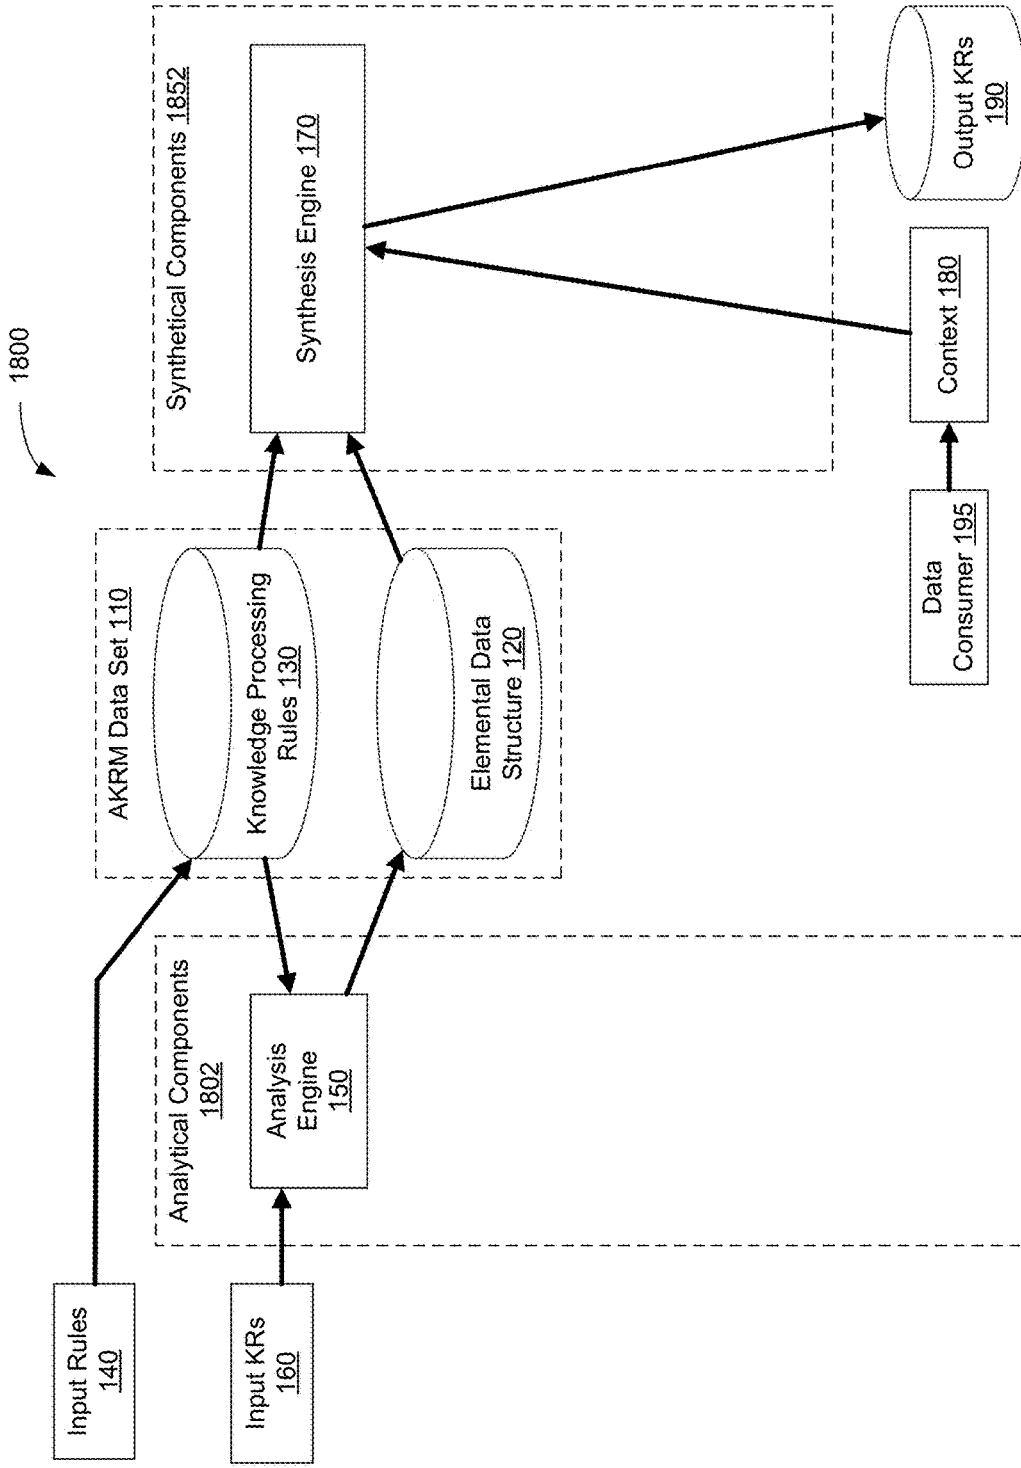 1800
Input Rules
140
Input KRs
160
Analytical Components
1802
Analysis
Engine
150
AKRM Data Set 110
Knowledge Processing
Rules 130
Elemental Data
Structure 120
Synthetical Components 1852
Synthesis Engine 170
Data
Consumer 195
Context 180
Output KRs
190